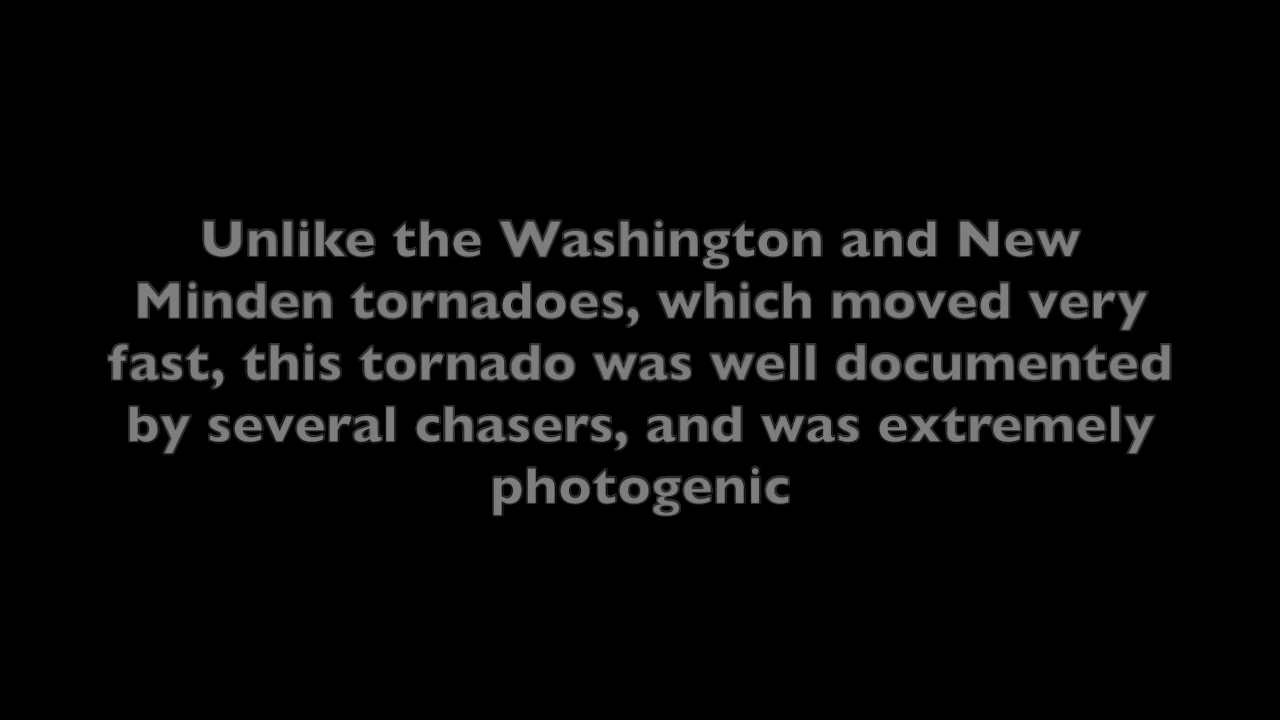 Unlike the Washington and New
Minden tornadoes, which moved very
fast, this tornado was well documented
by several chasers, and was extremely
photogenic